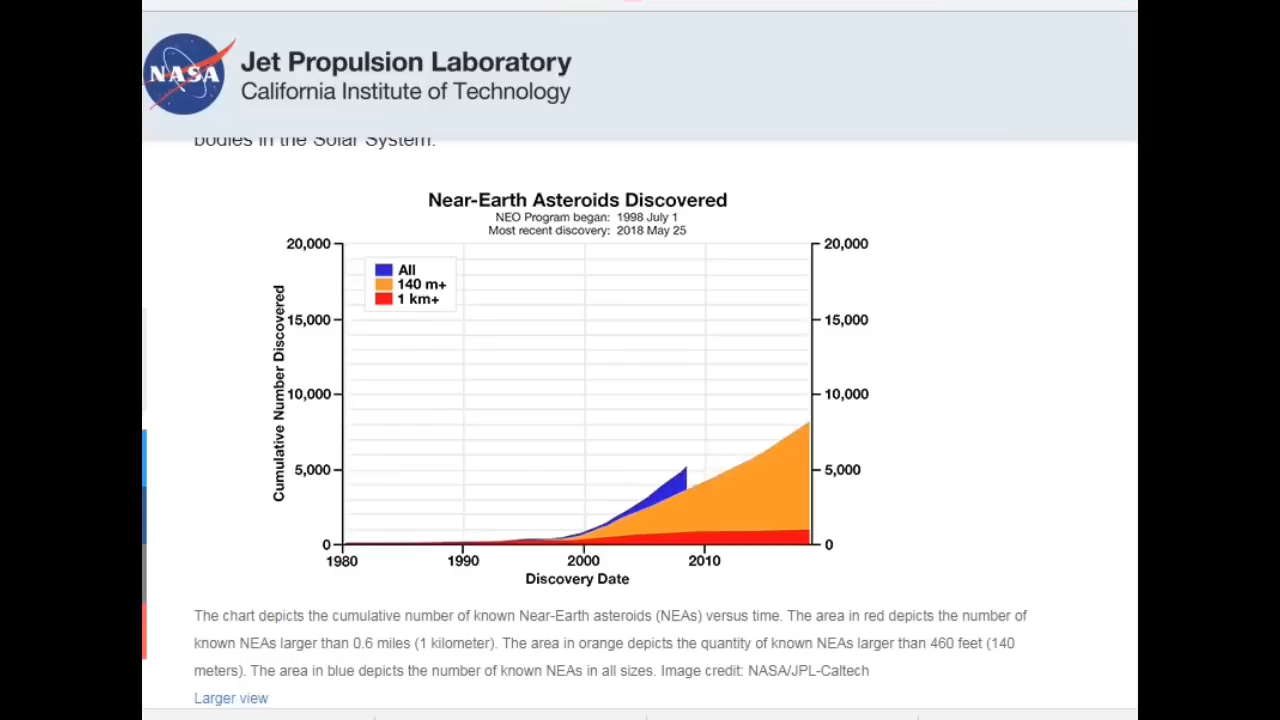 NASA
Jet Propulsion Laboratory
California Institute of Technology
bodies in the Solar System.
Near-Earth Asteroids Discovered
NEO Program began: 1998 July 1
Most recent discovery: 2018 May 25
20,000
20,000
All
140 m+
1 km+
Cumulative Number Discovered
15,000
15,000
10,000
10,000
5,000
5,000
0
0
1980
1990
2000
2010
Discovery Date
The chart depicts the cumulative number of known Near-Earth asteroids (NEAs) versus time. The area in red depicts the number of
known NEAs larger than 0.6 miles (1 kilometer). The area in orange depicts the quantity of known NEAs larger than 460 feet (140
meters). The area in blue depicts the number of known NEAs in all sizes. Image credit: NASA/JPL-Caltech
Larger view